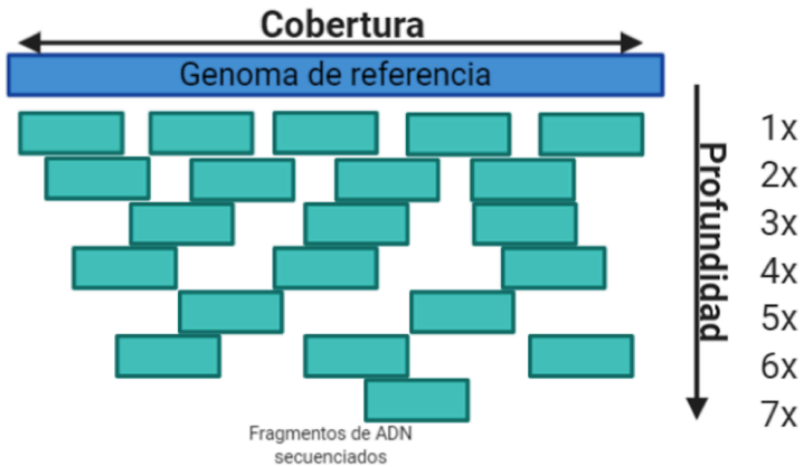 Cobertura
Genoma de referencia
1x
2x
3x
4x
5x
6x
7x
Profundidad
Fragmentos de ADN
secuenciados